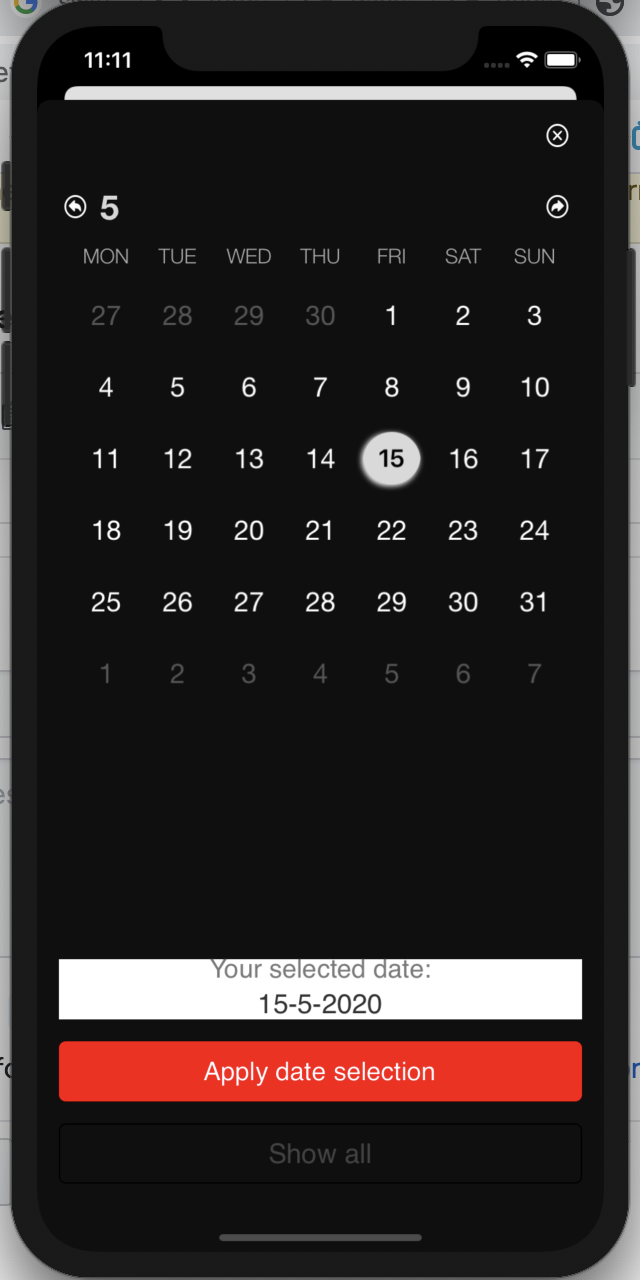 11:11
5
MON TUE WED THU FRI SAT SUN
27 28 29 30 1 2 3
4 5 6 7 8 9 10
11 12 13 14 15 16 17
18 19 20 21 22 23 24
25 26 27 28 29 30 31
1 2 3 4 5 6 7
Your selected date:
15-5-2020
Apply date selection
Show all